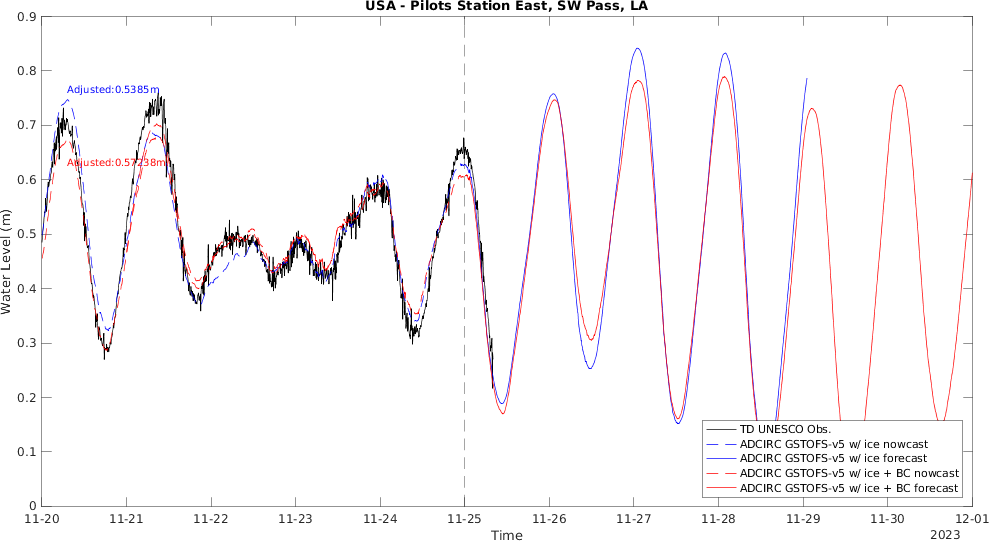 USA - Pilots Station East, SW Pass, LA
0.9
0.8
0.7
0.6
0.5
0.4
0.3
0.2
0.1
0
Water Level (m)
Adjusted:0.5385m
Adjusted:0.57238m
TD UNESCO Obs.
ADCIRC GSTOFS-v5 w/ ice nowcast
ADCIRC GSTOFS-v5 w/ ice forecast
ADCIRC GSTOFS-v5 w/ ice + BC nowcast
ADCIRC GSTOFS-v5 w/ ice + BC forecast
11-20 11-21 11-22 11-23 11-24 11-25 11-26 11-27 11-28 11-29 11-30 12-01
Time
2023